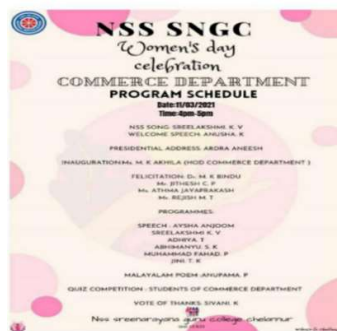 NSS SNGC
Women's day
celebration
COMMERCE DEPARTMENT
PROGRAM SCHEDULE
Date:11/03/2021
Time:4pm-5pm
NSS SONG: SREELAKSHMI. K. V
WELCOME SPEECH: ANUSHA. K
PRESIDENTIAL ADDRESS: ARDRA ANEESH
INAUGURATION:Ms. M. K AKHILA (HOD COMMERCE DEPARTMENT )
FELICITATION: Dr. M. K BINDU
Mr. JITHESH C. P
Ms. ATHMA JAYAPRAKASH
Mr. REJISH M. T
PROGRAMMES:
SPEECH : AYSHA ANJOOM
SREELAKSHMI K. V
ADHYA. T
ABHIMANYU. S. K
MUHAMMAD FAHAD. P
JINI. T. K
MALAYALAM POEM :ANUPAMA. P
QUIZ COMPETITION : STUDENTS OF COMMERCE DEPARTMENT
VOTE OF THANKS: SIVANI. K
Nss sreenarayana guru college, chelannur